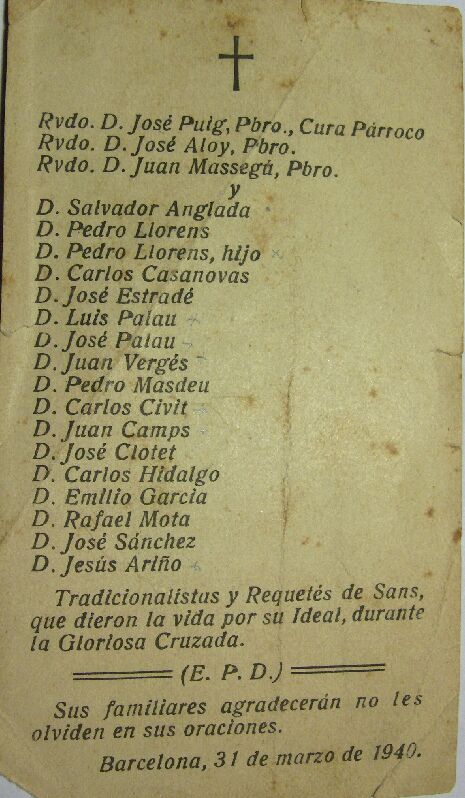 Rvdo. D. José Puig, Pbro., Cura Párroco
Rvdo. D. José Aloy, Pbro.
Rvdo. D. Juan Massegú, Pbro.
y
D. Salvador Anglada
D. Pedro Llorens
D. Pedro Llorens, hijo
D. Carlos Casanovas
D. José Estradé
D. Luis Palau
D. José Palau
D. Juan Vergés
D. Pedro Masdeu
D. Carlos Civit
D. Juan Camps
D. José Clotet
D. Carlos Hidalgo
D. Emilio García
D. Rafael Mota
D. José Sánchez
D. Jesús Ariño
Tradicionalistas y Requetés de Sans,
que dieron la vida por su Ideal, durante
la Gloriosa Cruzada.
(E. P. D.)
Sus familiares agradecerán no les
olviden en sus oraciones.
Barcelona, 31 de marzo de 1940.